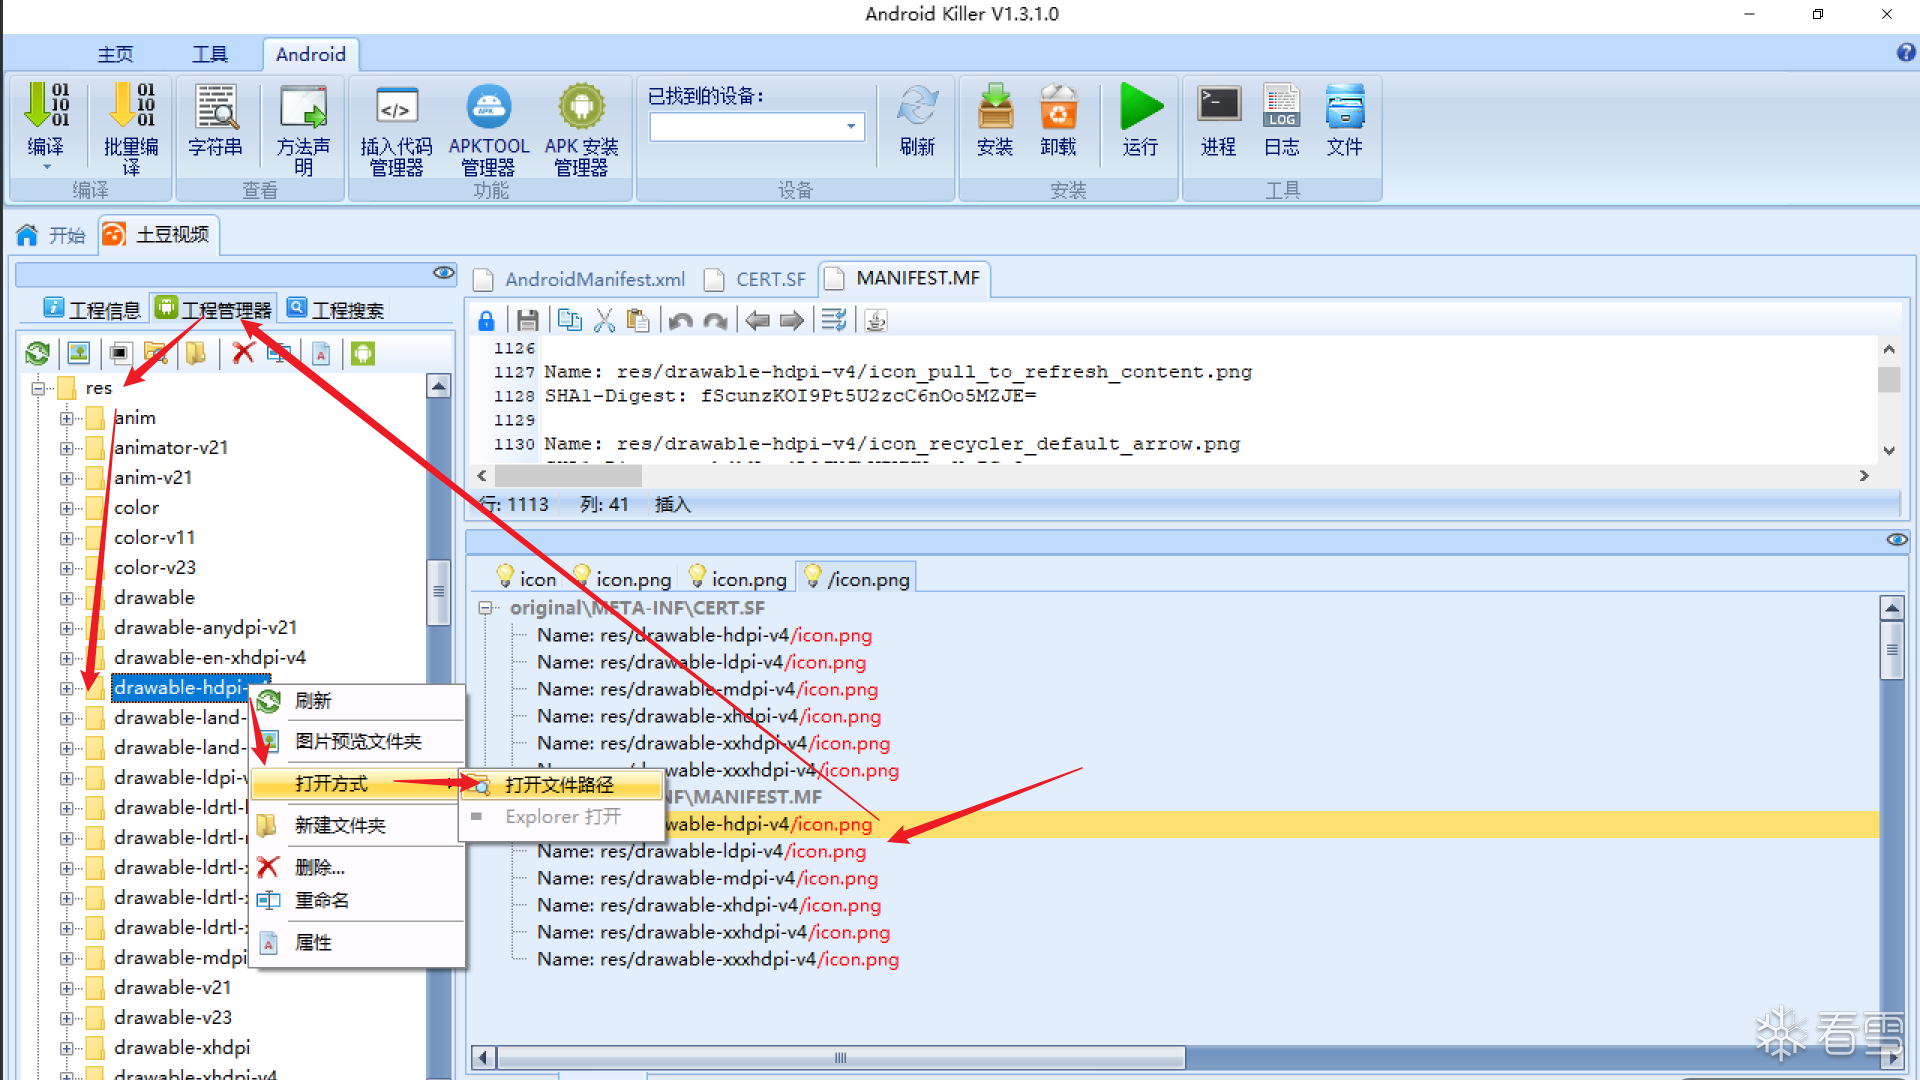 Android Killer V1.3.1.0
主页
工具
Android
编译
批量编译
编译
字符串
方法声明
查看
插入代码管理器
APKTOOL 管理器
APK 安装管理器
功能
已找到的设备：
刷新
设备
安装
卸载
运行
安装
进程
日志
文件
工具
开始
土豆视频
工程信息
工程管理器
工程搜索
res
anim
animator-v21
anim-v21
color
color-v11
color-v23
drawable
drawable-anydpi-v21
drawable-en-xhdpi-v4
drawable-hdpi-
drawable-land-
drawable-land-
drawable-ldpi-v
drawable-ldrtl-
drawable-ldrtl-
drawable-ldrtl-
drawable-ldrtl-
drawable-ldrtl-
drawable-mdpi
drawable-v21
drawable-v23
drawable-xhdpi
drawable-xhdpi-v4
刷新
图片预览文件夹
打开方式
新建文件夹
删除...
重命名
属性
打开文件路径
Explorer 打开
AndroidManifest.xml
CERT.SF
MANIFEST.MF
1126
1127 Name: res/drawable-hdpi-v4/icon_pull_to_refresh_content.png
1128 SHA1-Digest: fScunzKOI9Pt5U2zcC6nOo5MZJE=
1129
1130 Name: res/drawable-hdpi-v4/icon_recycler_default_arrow.png
行: 1113 列: 41 插入
icon
icon.png
icon.png
/icon.png
original\META-INF\CERT.SF
Name: res/drawable-hdpi-v4/icon.png
Name: res/drawable-ldpi-v4/icon.png
Name: res/drawable-mdpi-v4/icon.png
Name: res/drawable-xhdpi-v4/icon.png
Name: res/drawable-xxhdpi-v4/icon.png
wable-xxxhdpi-v4/icon.png
NF\MANIFEST.MF
wable-hdpi-v4/icon.png
Name: res/drawable-ldpi-v4/icon.png
Name: res/drawable-mdpi-v4/icon.png
Name: res/drawable-xhdpi-v4/icon.png
Name: res/drawable-xxhdpi-v4/icon.png
Name: res/drawable-xxxhdpi-v4/icon.png
看雪